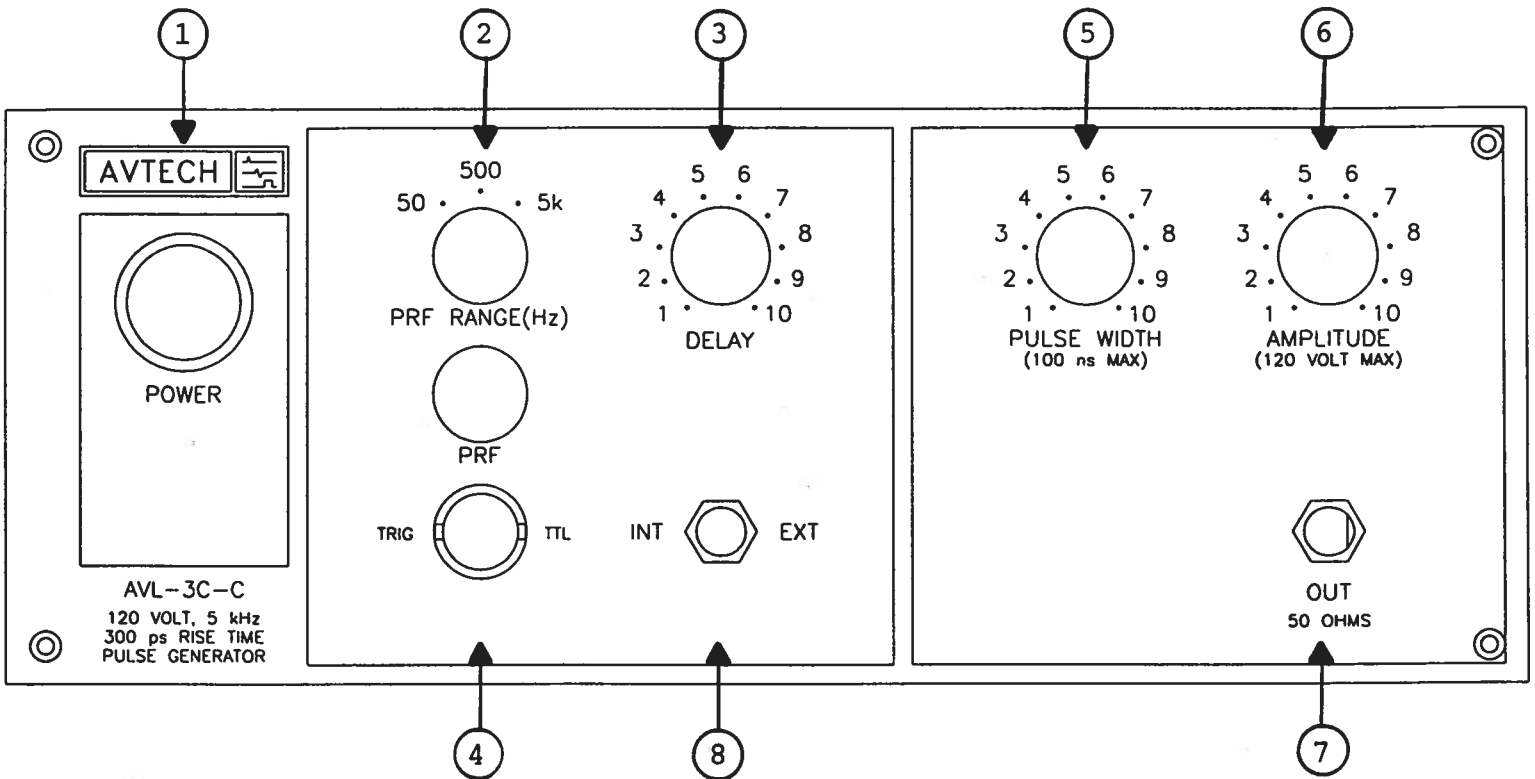 1
2
3
5
6
AVTECH
POWER
AVL-3C-C
120 VOLT, 5 kHz
300 ps RISE TIME
PULSE GENERATOR
50 500 5k
PRF RANGE(Hz)
PRF
TRIG TTL
1 2 3 4 5 6 7 8 9 10
DELAY
INT EXT
1 2 3 4 5 6 7 8 9 10
PULSE WIDTH
(100 ns MAX)
1 2 3 4 5 6 7 8 9 10
AMPLITUDE
(120 VOLT MAX)
OUT
50 OHMS
4
8
7